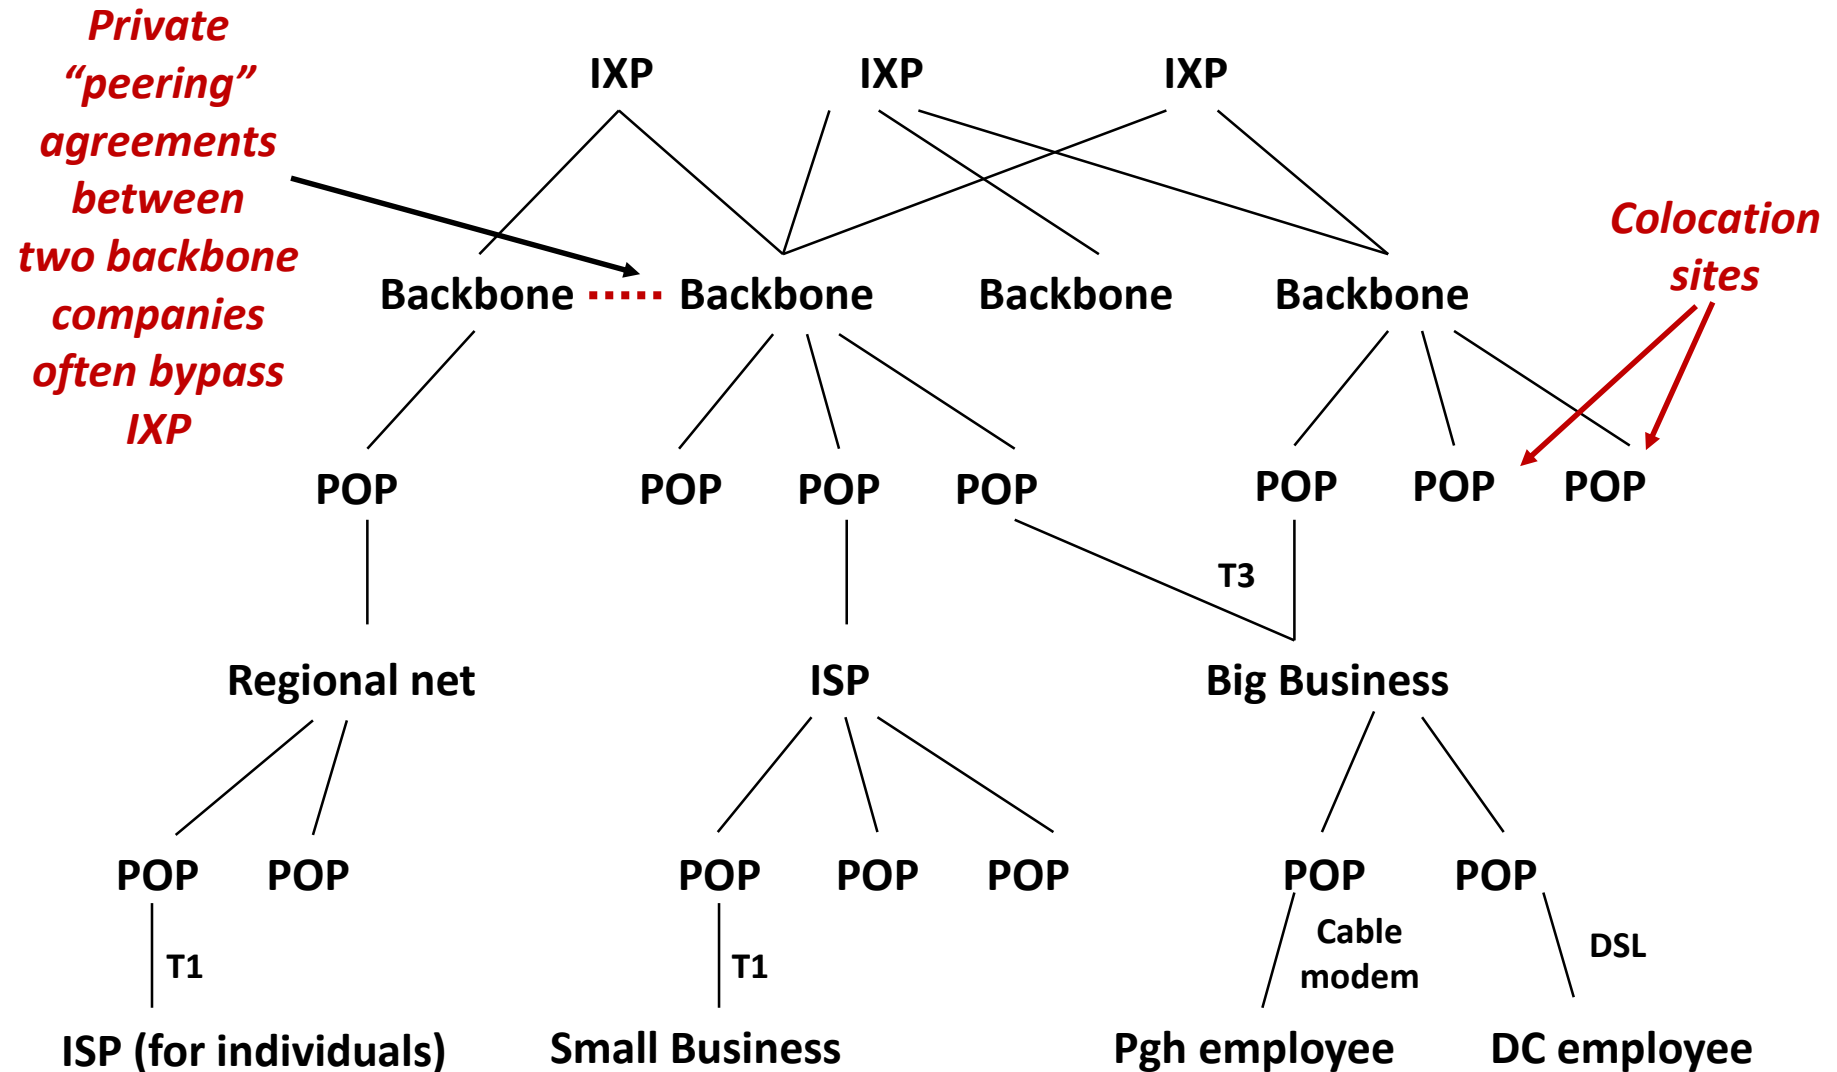 Private
“peering”
agreements
between
two backbone
companies
often bypass
IXP
IXP IXP IXP
Colocation
sites
Backbone Backbone Backbone Backbone
POP POP POP POP POP POP POP
T3
Regional net ISP Big Business
POP POP POP POP POP POP POP
T1 T1 Cable
modem DSL
ISP (for individuals) Small Business Pgh employee DC employee